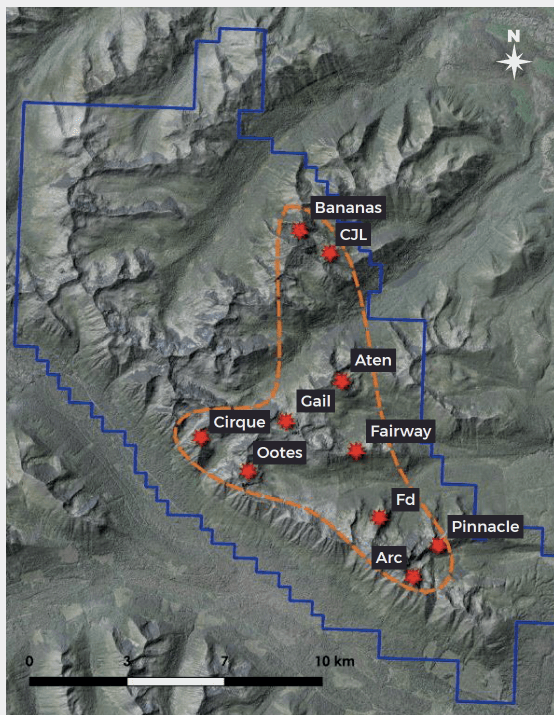 N
Bananas
CJL
Aten
Gail
Cirque
Fairway
Ootes
Fd
Pinnacle
Arc
0 3 7 10 km